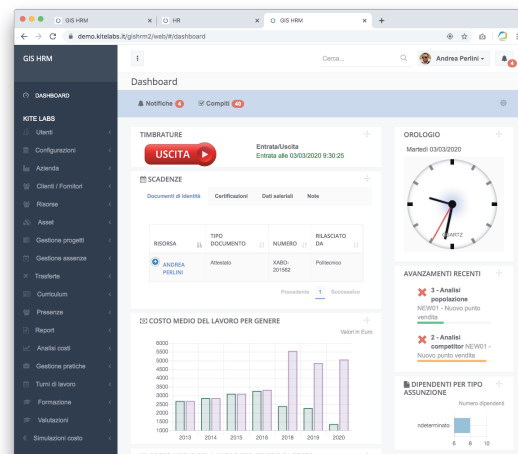 GIS HRM
HR
GIS HRM
demo.kitelabs.it/gishrm2/web/#/dashboard
GIS HRM
Cerca...
Andrea Perlini
Dashboard
DASHBOARD
Notifiche 4
Compiti 40
KITE LABS
Utenti
Configurazioni
Azienda
Clienti / Fornitori
Risorse
Asset
Gestione progetti
Gestione assenze
Trasferte
Curriculum
Presenze
Report
Analisi costi
Gestione pratiche
Turni di lavoro
Formazione
Valutazioni
Simulazioni costo
TIMBRATURE
USCITA
Entrata/Uscita
Entrata alle 03/03/2020 9:30:25
SCADENZE
Documenti di identità
Certificazioni
Dati salariali
Note
RISORSA
TIPO DOCUMENTO
NUMERO
RILASCIATO DA
ANDREA PERLINI
Attestato
XABD-201982
Politecnico
Precedente 1 Successivo
COSTO MEDIO DEL LAVORO PER GENERE
Valori in Euro
6000
5500
5000
4500
4000
3500
3000
2500
2000
1500
1000
2013 2014 2015 2016 2018 2019 2020
OROLOGIO
Martedì 03/03/2020
QUARTZ
AVANZAMENTI RECENTI
3 - Analisi
popolazione
NEW01 - Nuovo punto
vendita
2 - Analisi
competitor NEW01 -
Nuovo punto vendita
DIPENDENTI PER TIPO
ASSUNZIONE
Numero dipendenti
ndeterminato
6 8 10